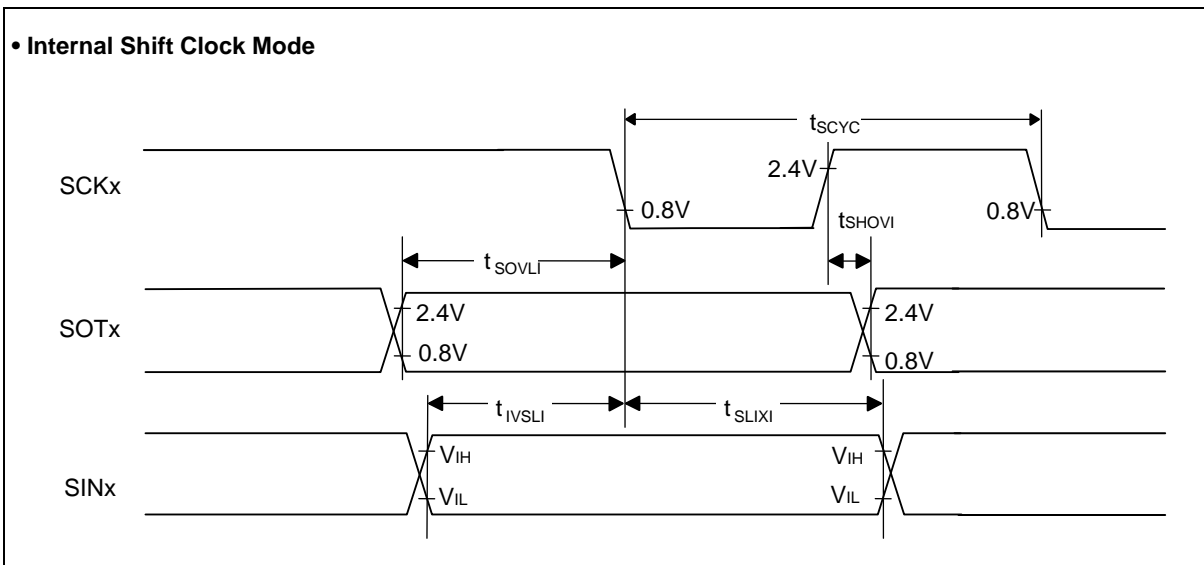 • Internal Shift Clock Mode
tSCYC
SCKx
2.4V
0.8V
0.8V
tSHOVI
tSOVLI
SOTx
2.4V
2.4V
0.8V
0.8V
tIVSLI
tSLIXI
SINx
VIH
VIH
VIL
VIL